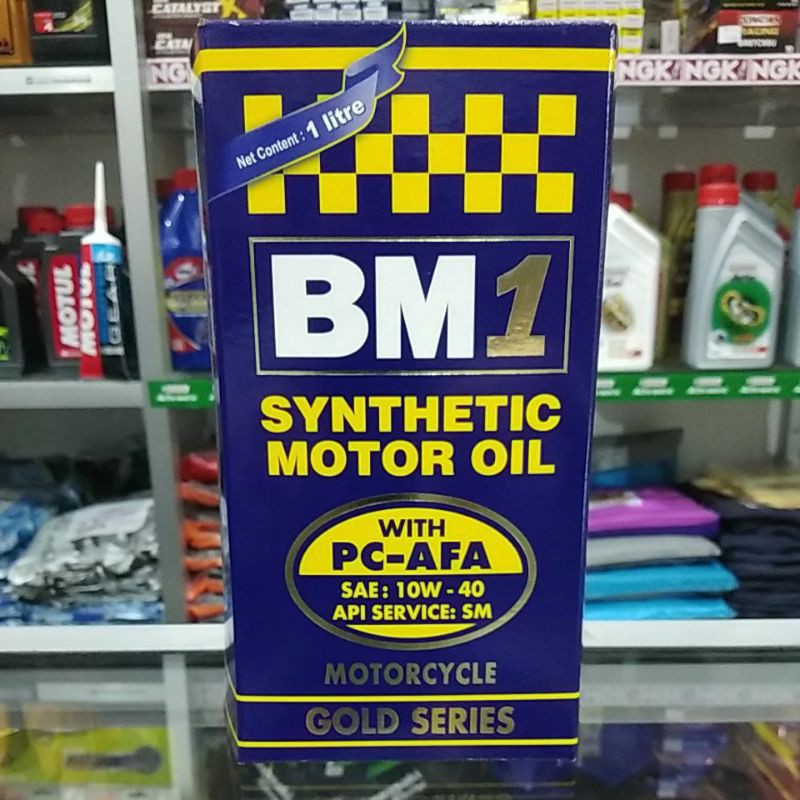 CATALYST
NGK NGK NGK
Net Content : 1 litre
BM1
MOTUL
SYNTHETIC
MOTOR OIL
WITH
PC-AFA
SAE : 10W - 40
API SERVICE: SM
MOTORCYCLE
GOLD SERIES